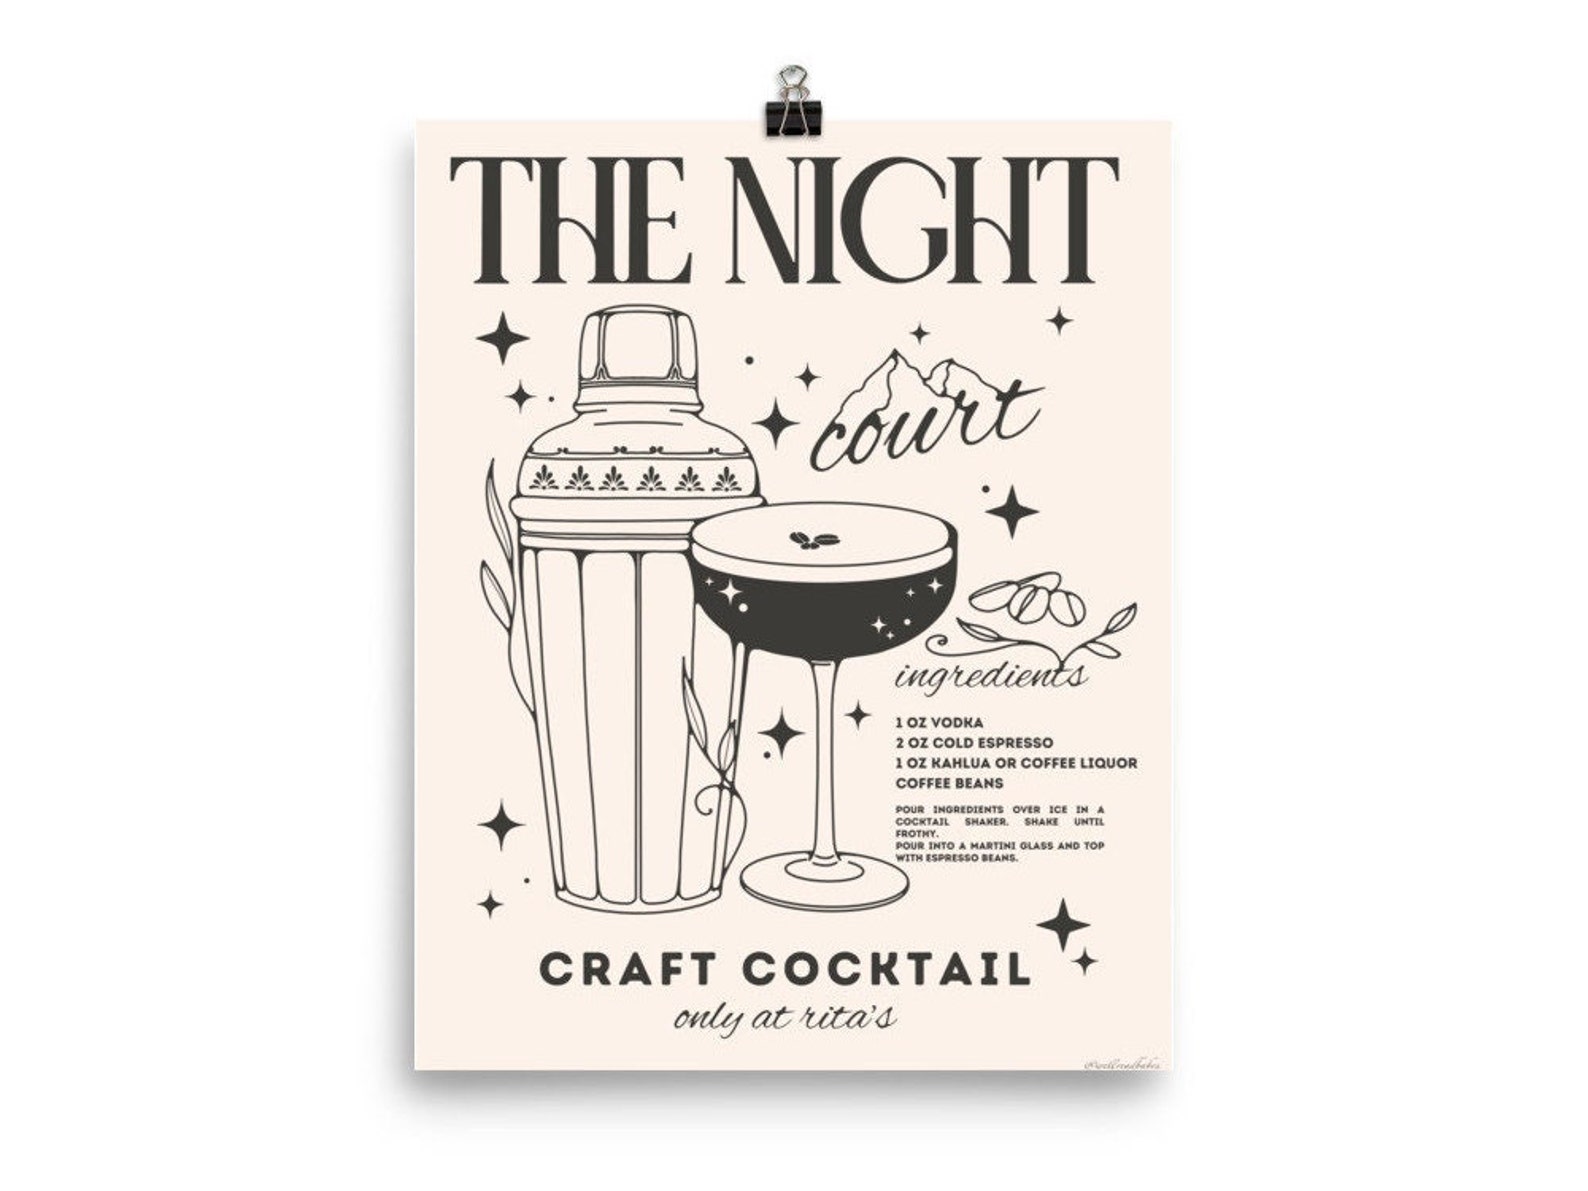 THE NIGHT
court
ingredients
1 OZ VODKA
2 OZ COLD ESPRESSO
1 OZ KAHLUA OR COFFEE LIQUOR
COFFEE BEANS
POUR INGREDIENTS OVER ICE IN A
COCKTAIL SHAKER. SHAKE UNTIL
FROTHY.
POUR INTO A MARTINI GLASS AND TOP
WITH ESPRESSO BEANS.
CRAFT COCKTAIL
only at rita's